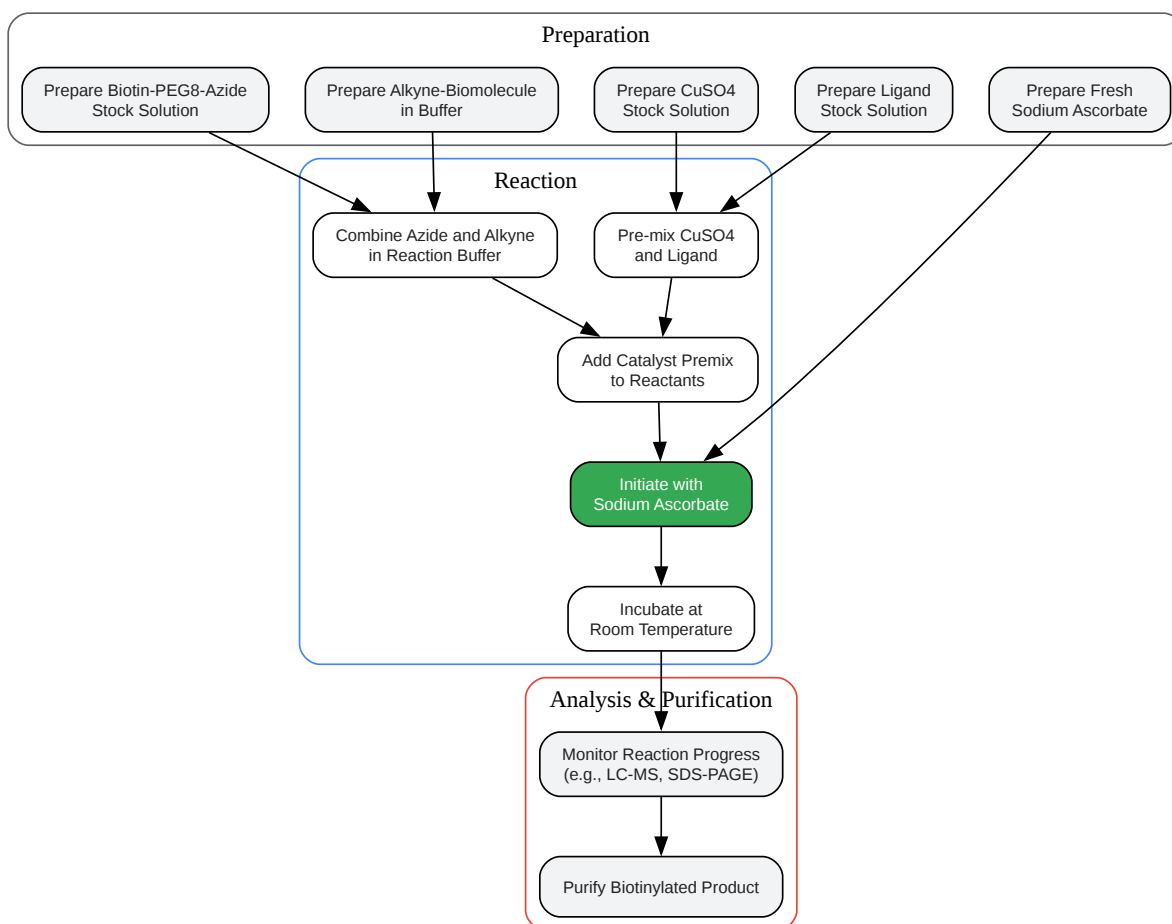 Preparation
Prepare Biotin-PEG8-Azide
Stock Solution
Prepare Alkyne-Biomolecule
in Buffer
Prepare CuSO4
Stock Solution
Prepare Ligand
Stock Solution
Prepare Fresh
Sodium Ascorbate
Reaction
Combine Azide and Alkyne
in Reaction Buffer
Pre-mix CuSO4
and Ligand
Add Catalyst Premix
to Reactants
Initiate with
Sodium Ascorbate
Incubate at
Room Temperature
Analysis & Purification
Monitor Reaction Progress
(e.g., LC-MS, SDS-PAGE)
Purify Biotinylated Product